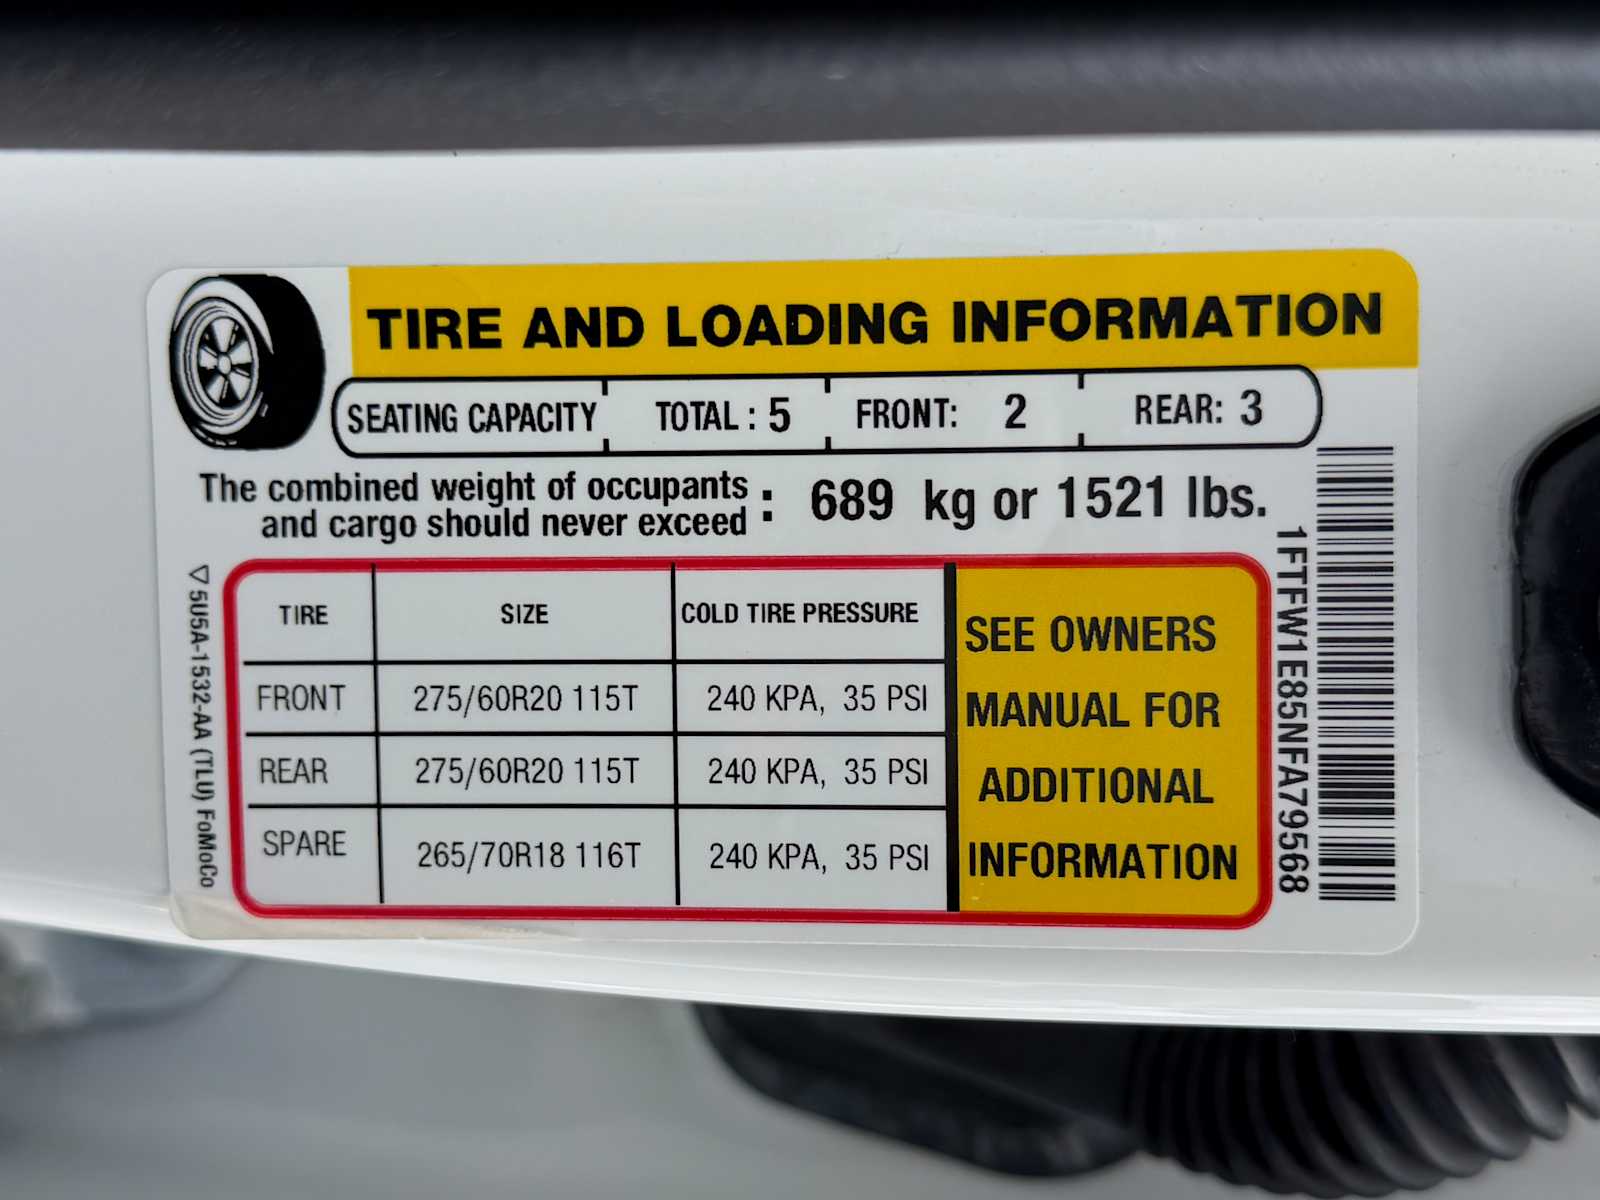 TIRE AND LOADING INFORMATION
SEATING CAPACITY TOTAL : 5 FRONT: 2 REAR: 3
The combined weight of occupants
and cargo should never exceed : 689 kg or 1521 lbs.
TIRE SIZE COLD TIRE PRESSURE
FRONT 275/60R20 115T 240 KPA, 35 PSI
REAR 275/60R20 115T 240 KPA, 35 PSI
SPARE 265/70R18 116T 240 KPA, 35 PSI
SEE OWNERS
MANUAL FOR
ADDITIONAL
INFORMATION
5U5A-1532-AA (TLU) FoMoCo
1FTFW1E85NFA79568